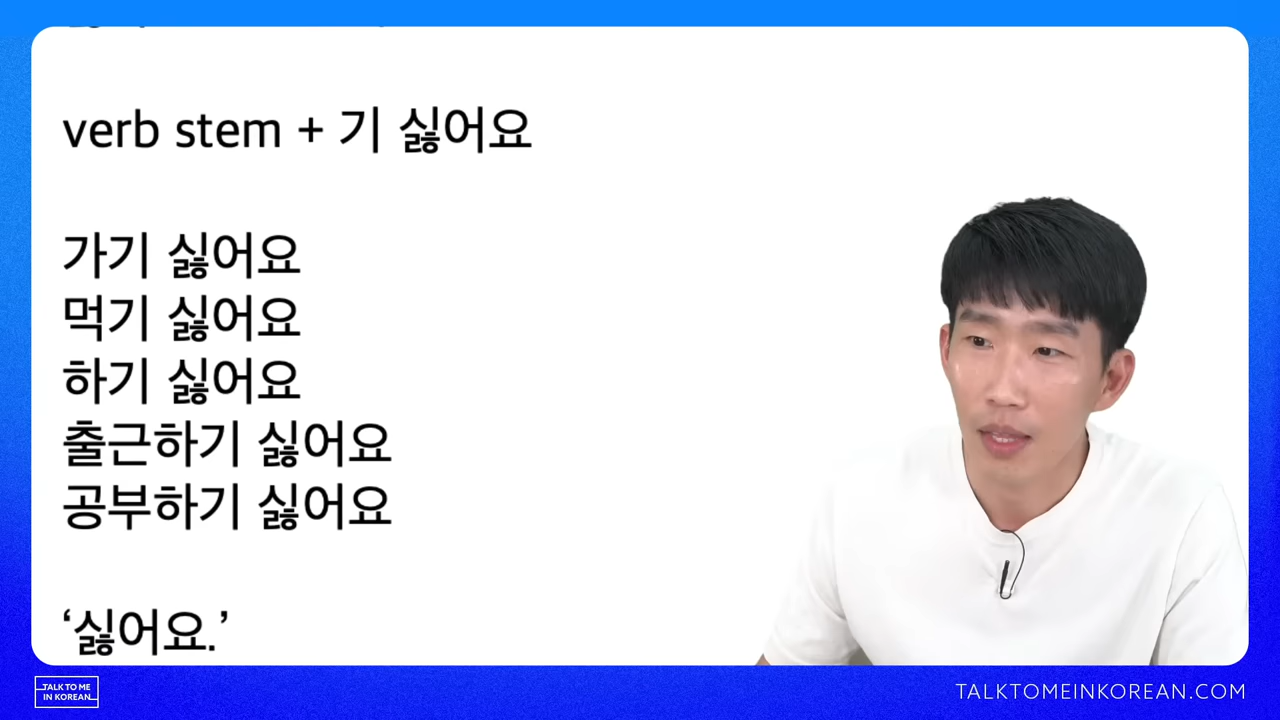 verb stem + 기 싫어요
가기 싫어요
먹기 싫어요
하기 싫어요
출근하기 싫어요
공부하기 싫어요
‘싫어요.’
TALK TO ME
IN KOREAN
TALKTOMEINKOREAN.COM